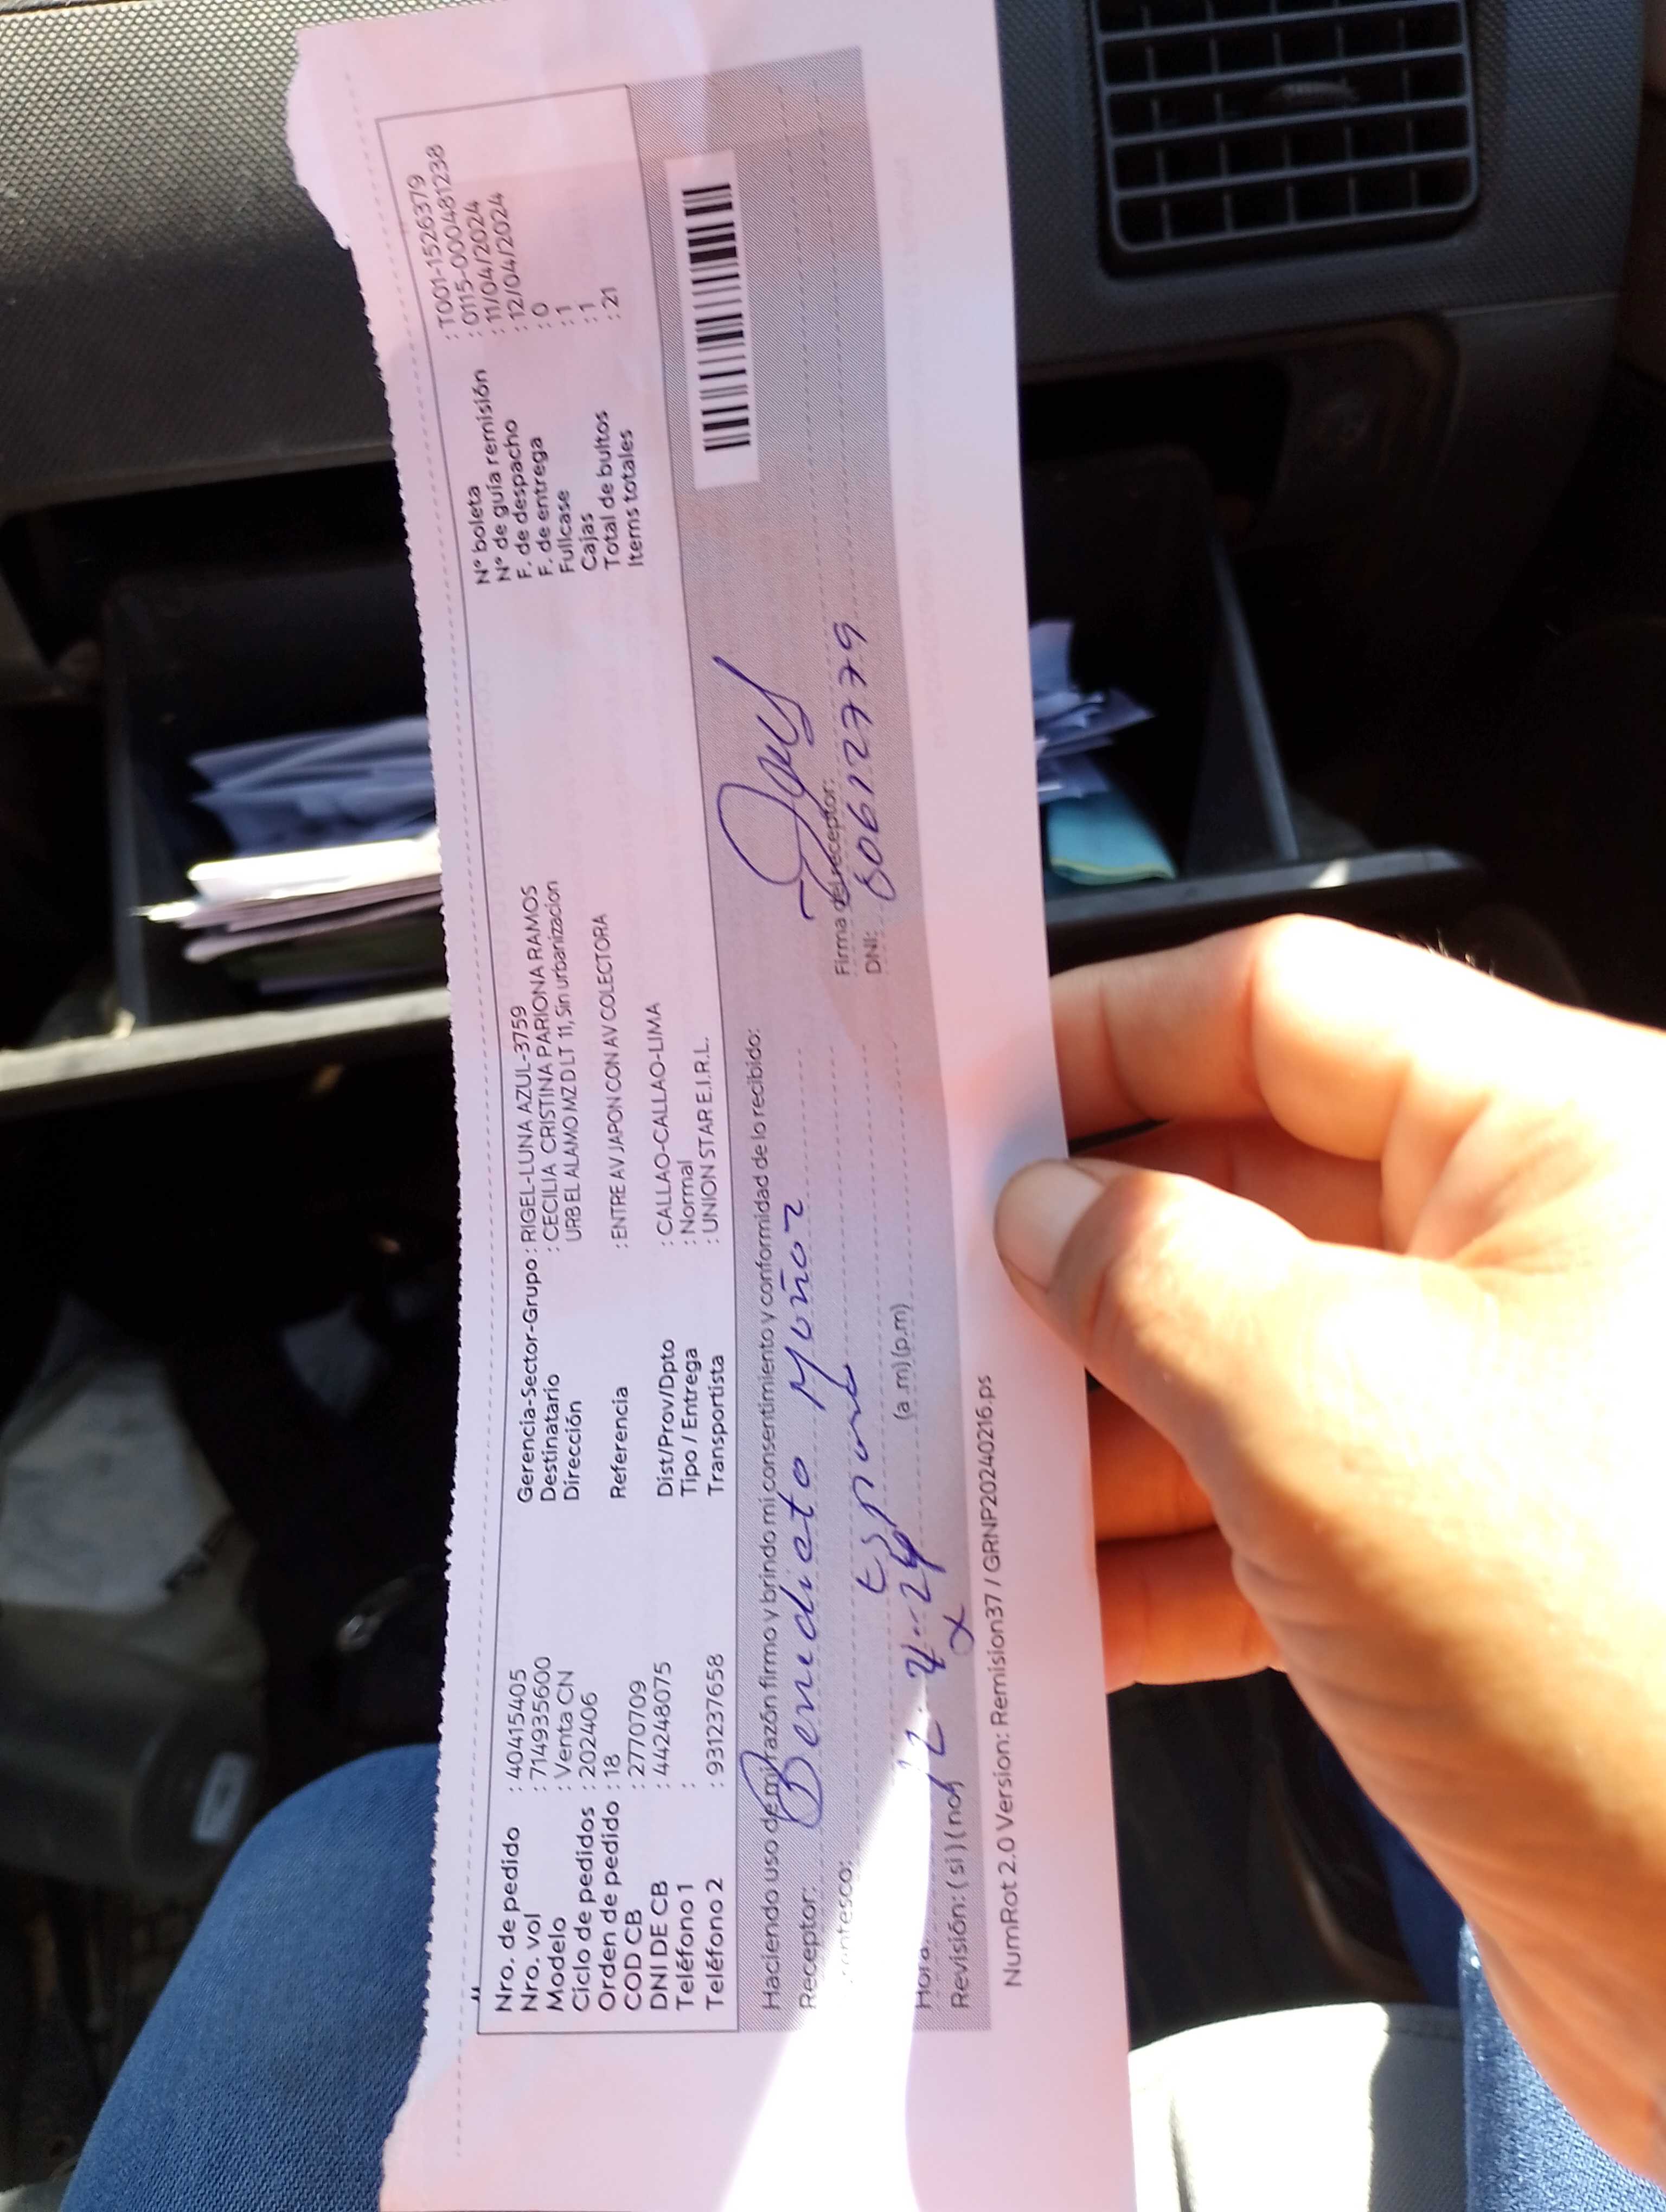 Nro. de pedido : 40415405
Nro. vol : 714935600
Modelo : Venta CN
Ciclo de pedidos : 202406
Orden de pedido : 18
COD CB : 2770709
DNI DE CB : 44248075
Teléfono 1 :
Teléfono 2 : 931237658
Gerencia-Sector-Grupo : RIGEL-LUNA AZUL-3759
Destinatario : CECILIA CRISTINA PARIONA RAMOS
Dirección URB EL ALAMO MZ D LT 11, Sin urbanizacion
Referencia : ENTRE AV JAPON CON AV COLECTORA
Dist/Prov/Dpto : CALLAO-CALLAO-LIMA
Tipo / Entrega : Normal
Transportista : UNION STAR E.I.R.L.
N° boleta : T001-1526379
N° de guía remisión : 0115-0000481238
F. de despacho : 11/04/2024
F. de entrega : 12/04/2024
Fullcase : 0
Cajas : 1
Total de bultos : 1
Items totales : 21
Haciendo uso de mi razón firmo y brindo mi consentimiento y conformidad de lo recibido:
Receptor: Benedicto Muñoz
Firma del receptor:
DNI: 80612779
Hora 12-4-24 (a.m) (p.m)
Revisión: ( si ) ( no)
NumRot 2.0 Version: Remision37 / GRNP20240216.ps